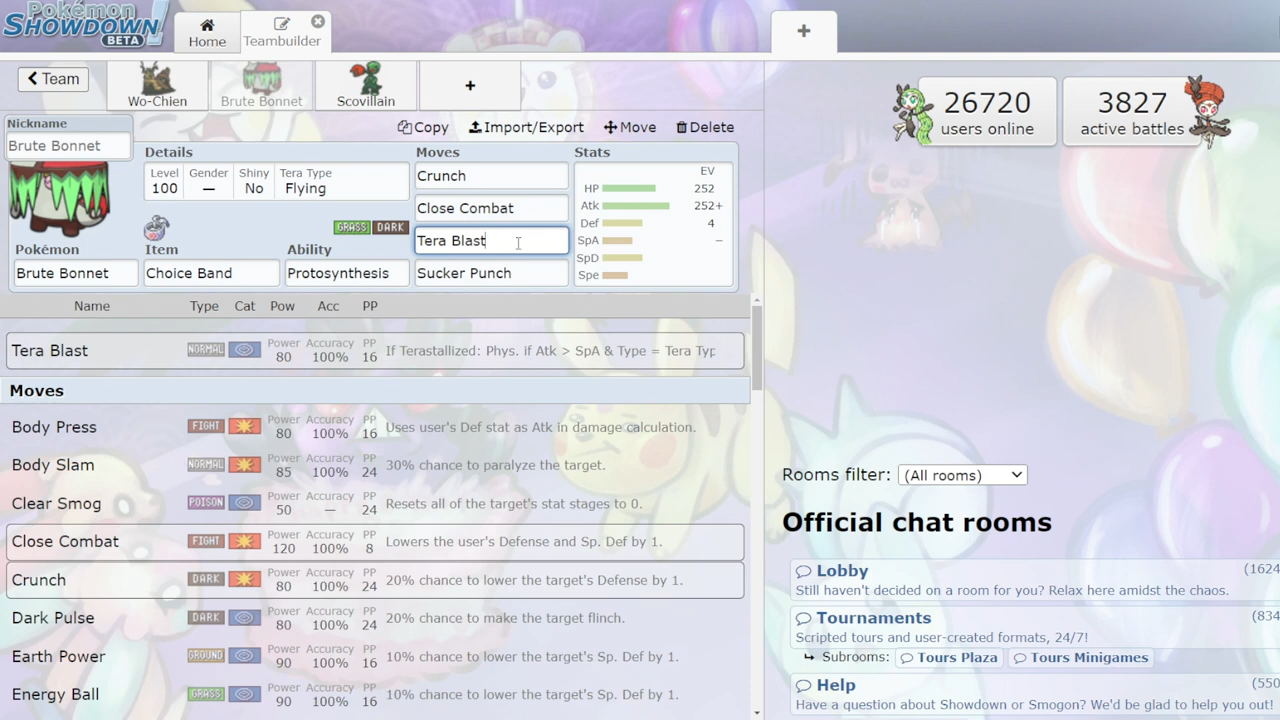 Pokémon
SHOWDOWN
BETA
Home
Teambuilder
+
Team
Wo-Chien
Brute Bonnet
Scovillain
+
26720
users online
3827
active battles
Nickname
Brute Bonnet
Copy
Import/Export
Move
Delete
Details
Level
100
Gender
—
Shiny
No
Tera Type
Flying
GRASS DARK
Pokémon
Brute Bonnet
Item
Choice Band
Ability
Protosynthesis
Moves
Crunch
Close Combat
Tera Blast
Sucker Punch
Stats
EV
HP 252
Atk 252+
Def 4
SpA −
SpD
Spe
Name Type Cat Pow Acc PP
Tera Blast NORMAL Power 80 Accuracy 100% PP 16 If Terastallized: Phys. if Atk > SpA & Type = Tera Typ
Moves
Body Press FIGHT Power 80 Accuracy 100% PP 16 Uses user's Def stat as Atk in damage calculation.
Body Slam NORMAL Power 85 Accuracy 100% PP 24 30% chance to paralyze the target.
Clear Smog POISON Power 50 Accuracy — PP 24 Resets all of the target's stat stages to 0.
Close Combat FIGHT Power 120 Accuracy 100% PP 8 Lowers the user's Defense and Sp. Def by 1.
Crunch DARK Power 80 Accuracy 100% PP 24 20% chance to lower the target's Defense by 1.
Dark Pulse DARK Power 80 Accuracy 100% PP 24 20% chance to make the target flinch.
Earth Power GROUND Power 90 Accuracy 100% PP 16 10% chance to lower the target's Sp. Def by 1.
Energy Ball GRASS Power 90 Accuracy 100% PP 16 10% chance to lower the target's Sp. Def by 1.
Rooms filter: (All rooms)
Official chat rooms
Lobby (1624
Still haven't decided on a room for you? Relax here amidst the chaos.
Tournaments (834
Scripted tours and user-created formats, 24/7!
Subrooms: Tours Plaza Tours Minigames
Help (550
Have a question about Showdown or Smogon? We'd be glad to help you out!